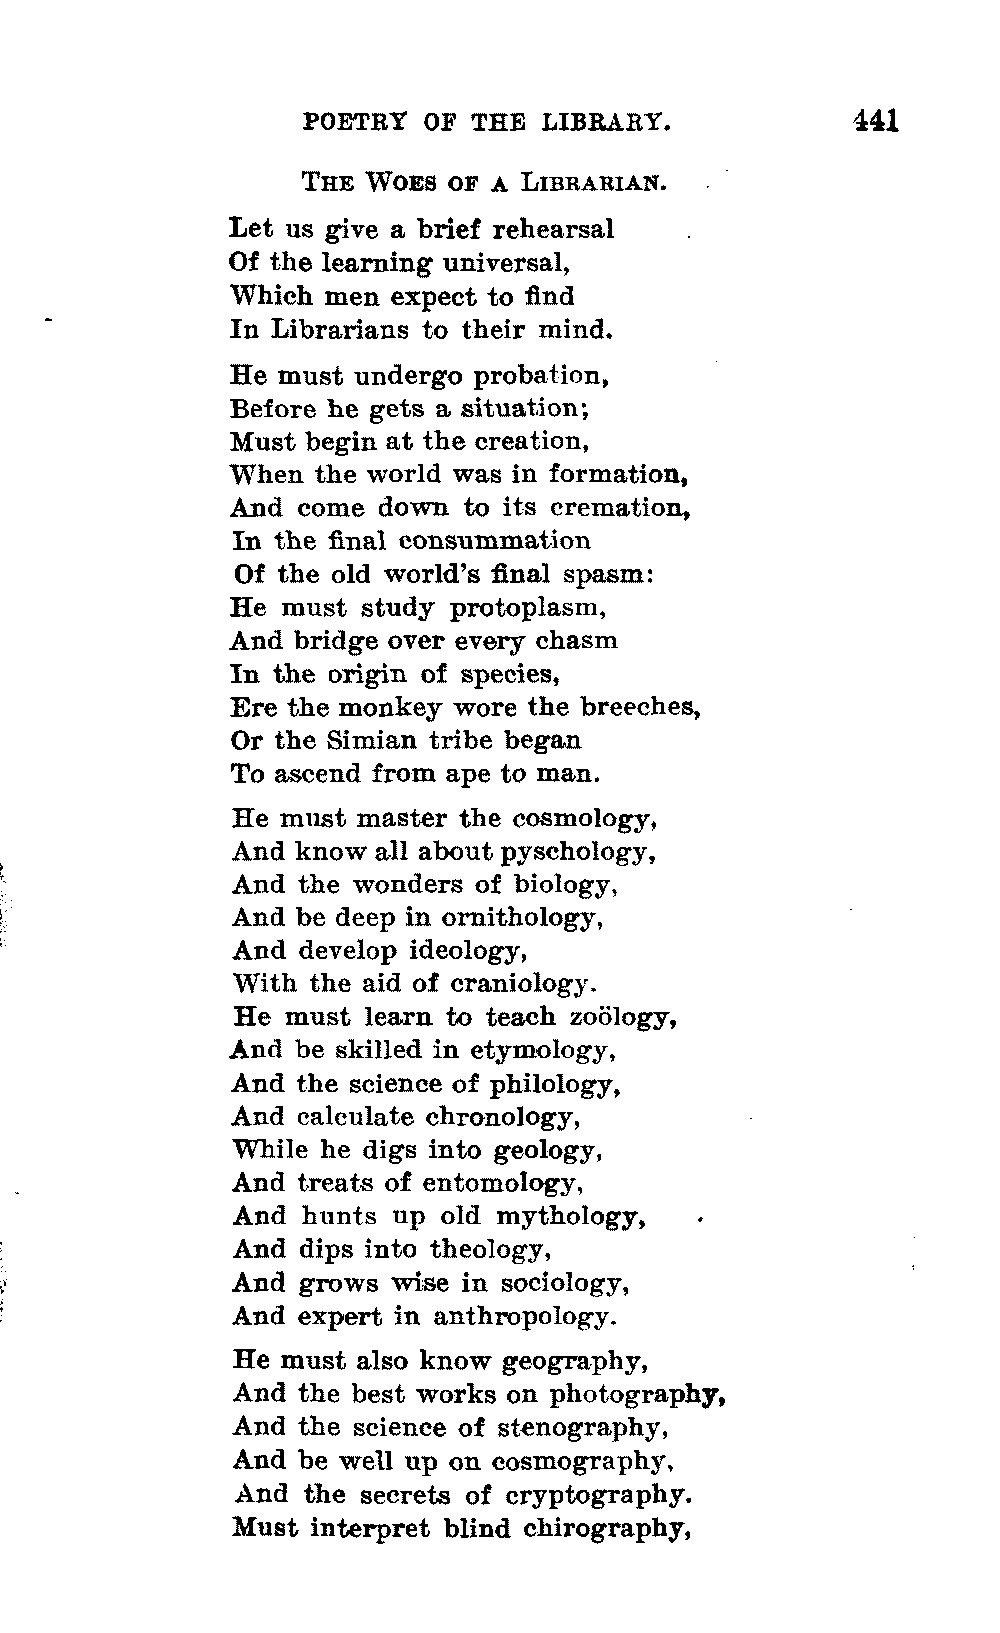 POETRY OF THE LIBRARY. 441
THE WOES OF A LIBRARIAN.
Let us give a brief rehearsal
Of the learning universal,
Which men expect to find
In Librarians to their mind.
He must undergo probation,
Before he gets a situation;
Must begin at the creation,
When the world was in formation,
And come down to its cremation,
In the final consummation
Of the old world's final spasm:
He must study protoplasm,
And bridge over every chasm
In the origin of species,
Ere the monkey wore the breeches,
Or the Simian tribe began
To ascend from ape to man.
He must master the cosmology,
And know all about pyschology,
And the wonders of biology,
And be deep in ornithology,
And develop ideology,
With the aid of craniology.
He must learn to teach zoölogy,
And be skilled in etymology,
And the science of philology,
And calculate chronology,
While he digs into geology,
And treats of entomology,
And hunts up old mythology,
And dips into theology,
And grows wise in sociology,
And expert in anthropology.
He must also know geography,
And the best works on photography,
And the science of stenography,
And be well up on cosmography,
And the secrets of cryptography.
Must interpret blind chirography,